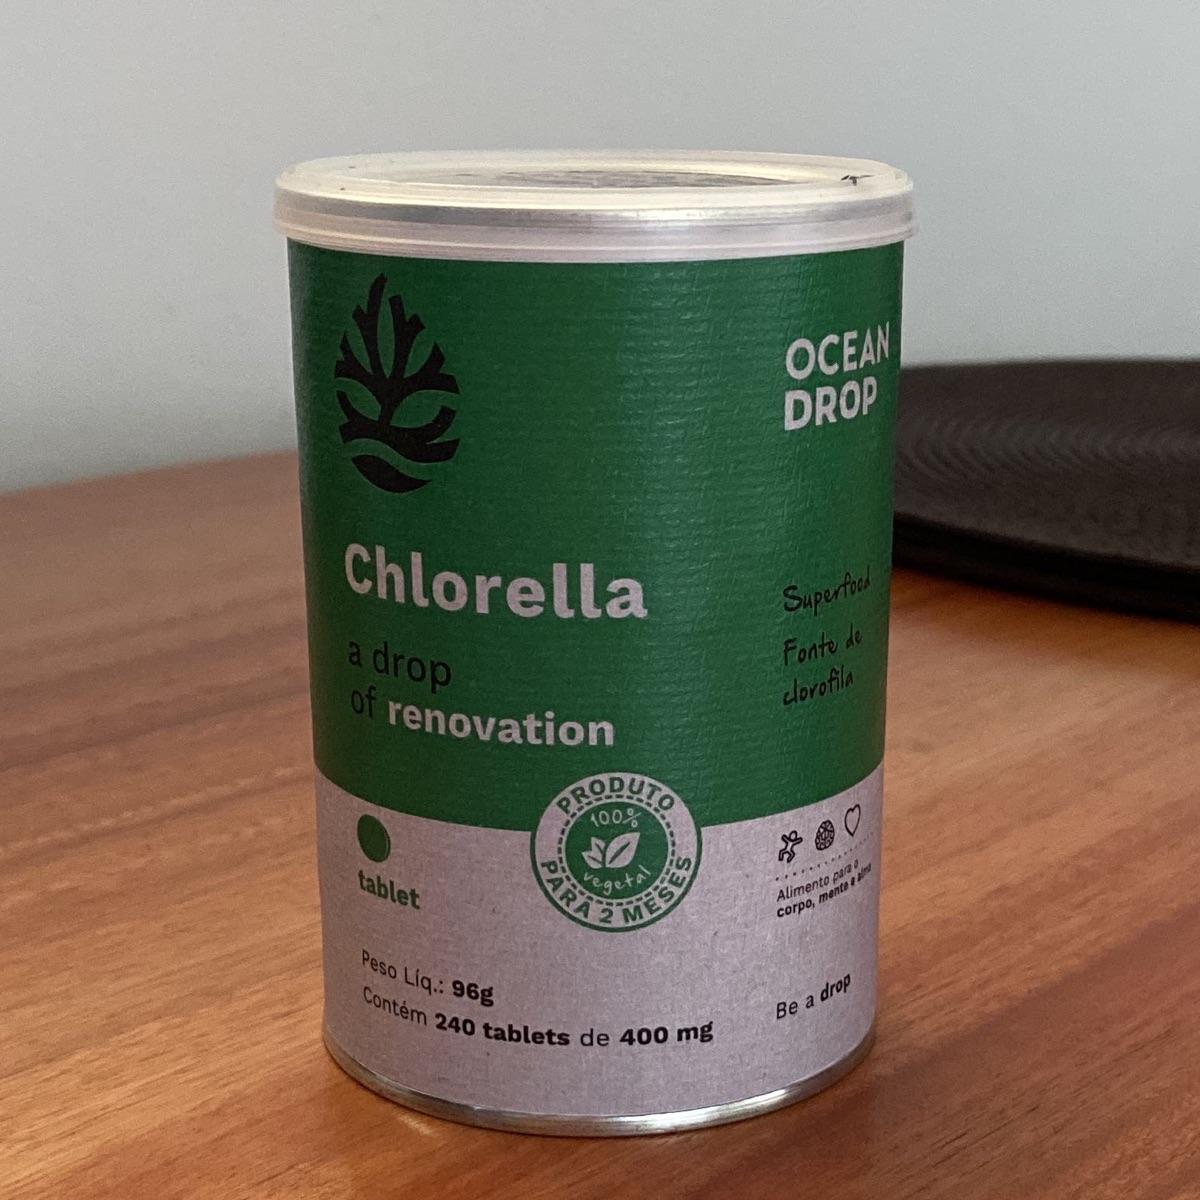 OCEAN
DROP
Chlorella
a drop
of renovation
Superfood
Fonte de
clorofila
PRODUTO
100%
vegetal
PARA 2 MESES
tablet
Alimento para o
corpo, mente e alma
Peso Líq.: 96g
Contém 240 tablets de 400 mg
Be a drop